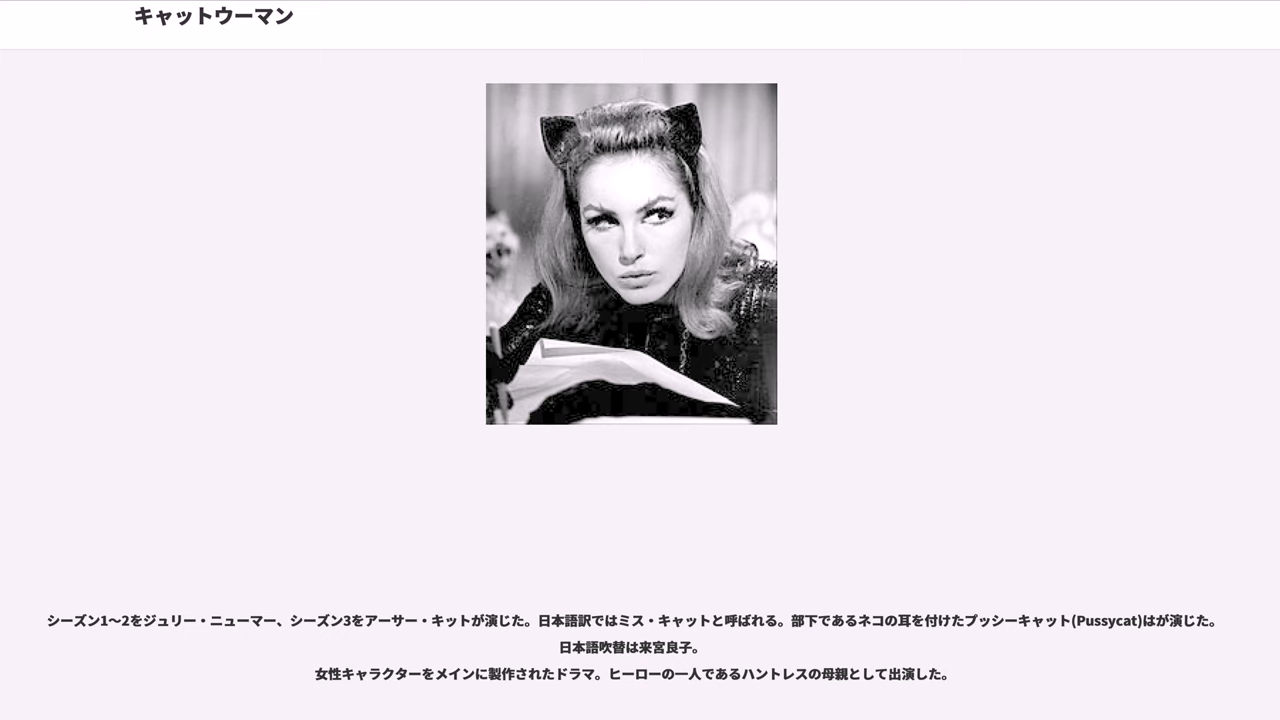 キャットウーマン
シーズン1〜2をジュリー・ニューマー、シーズン3をアーサー・キットが演じた。日本語訳ではミス・キャットと呼ばれる。部下であるネコの耳を付けたプッシーキャット(Pussycat)はが演じた。
日本語吹替は来宮良子。
女性キャラクターをメインに製作されたドラマ。ヒーローの一人であるハントレスの母親として出演した。